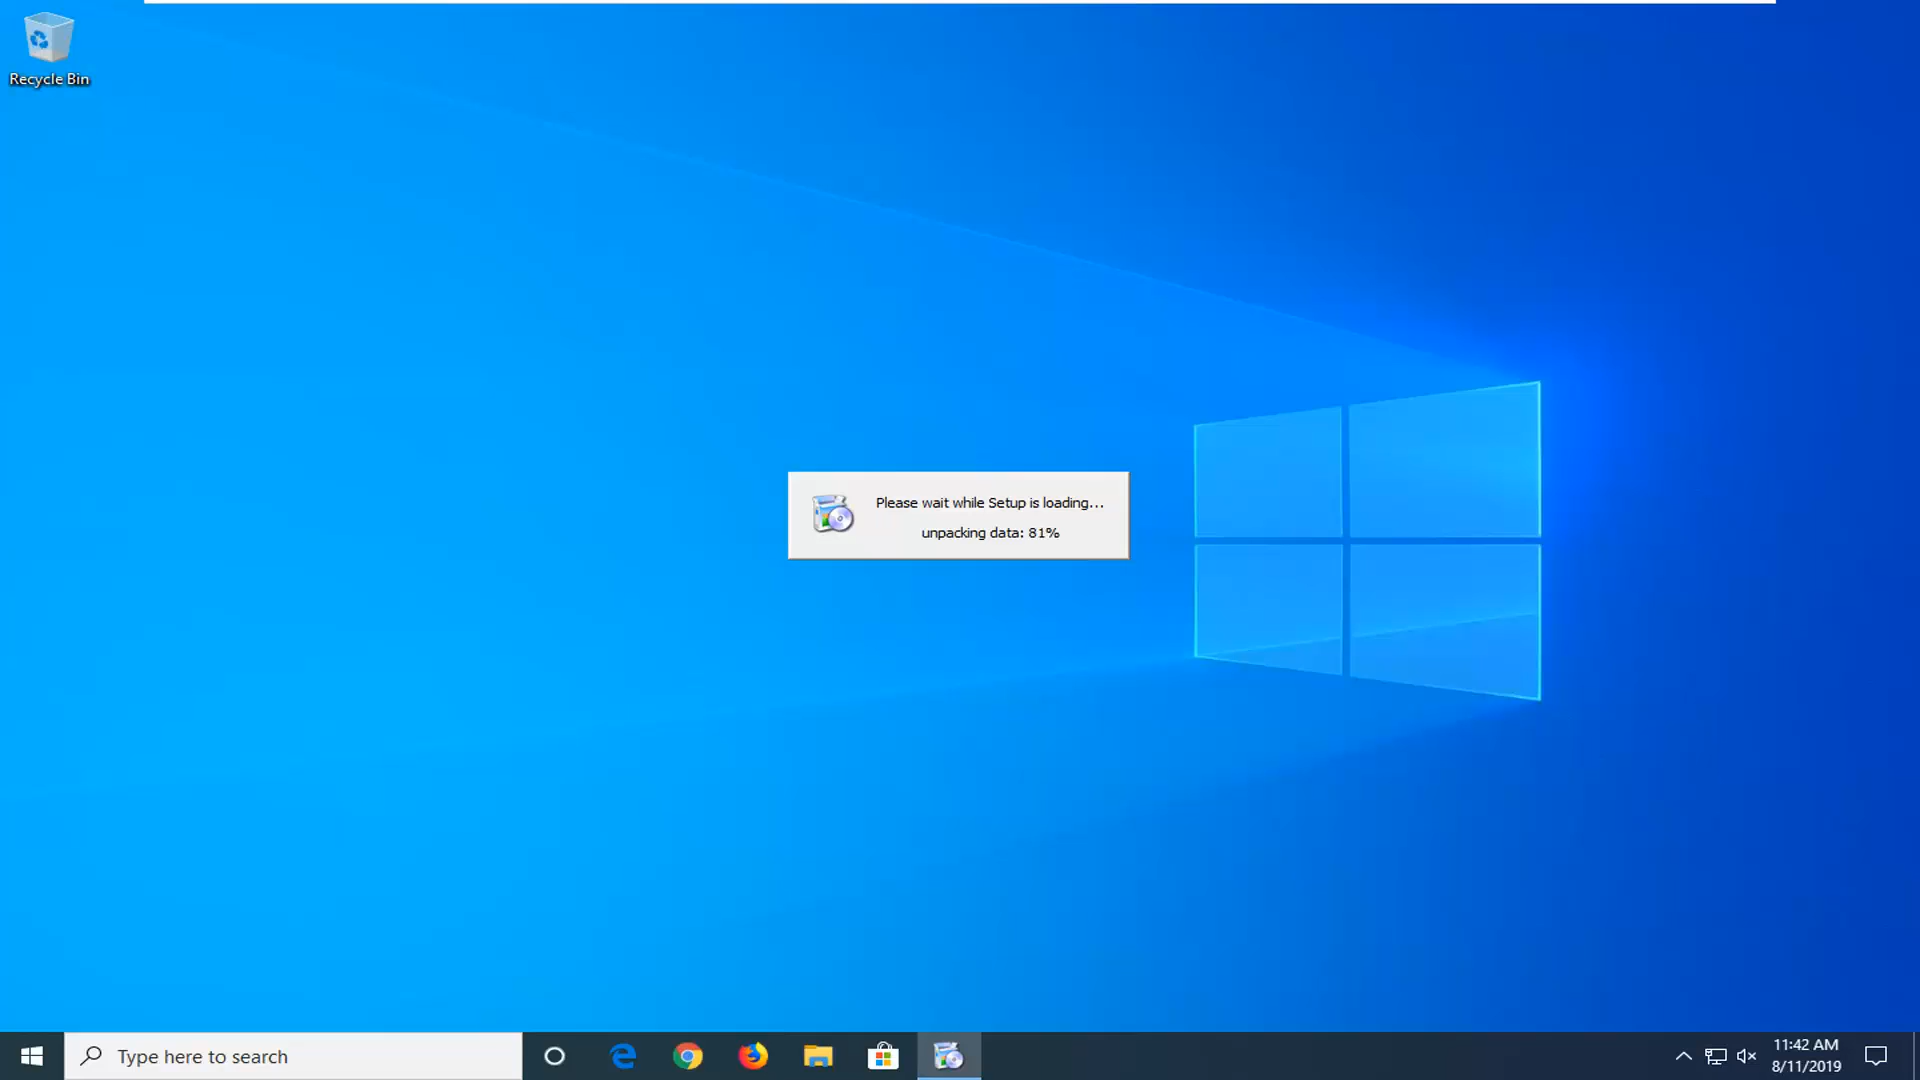 Recycle Bin
Please wait while Setup is loading...
unpacking data: 81%
Type here to search
11:42 AM
8/11/2019